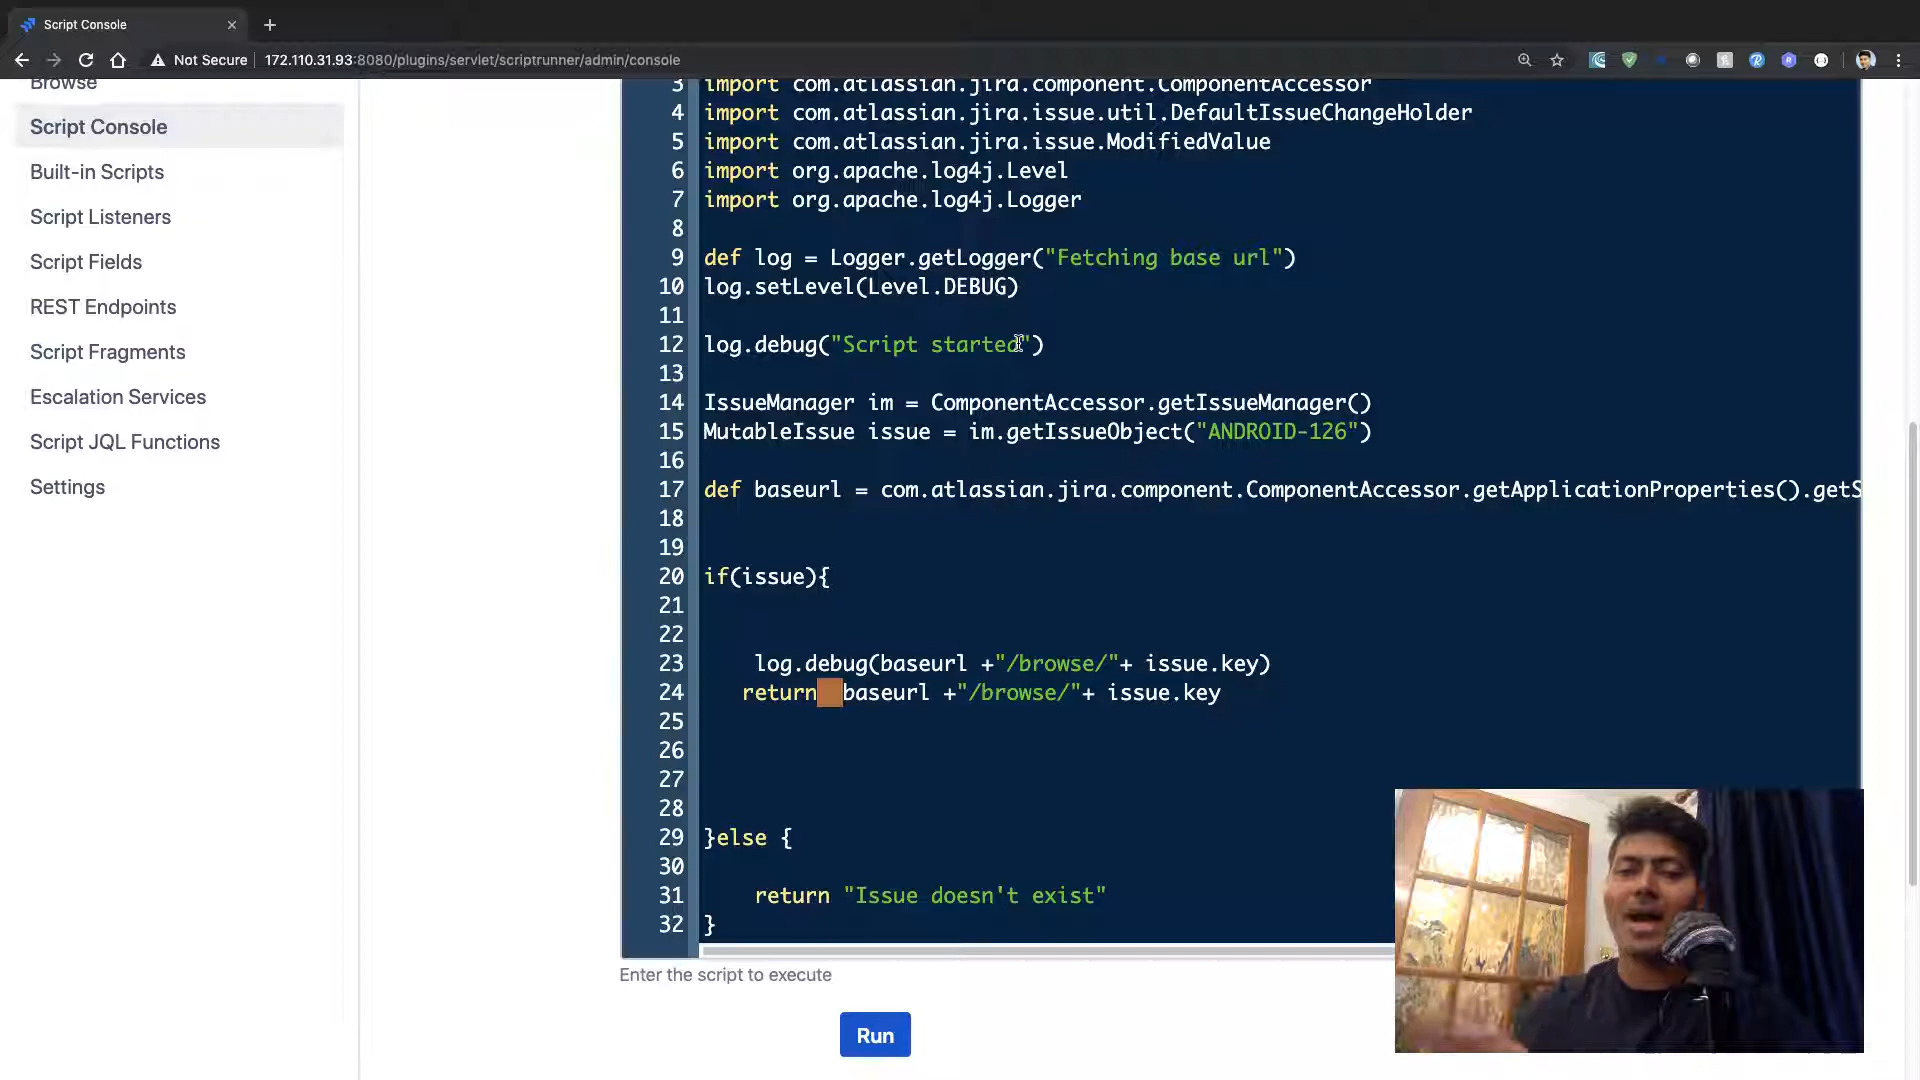 Script Console
Not Secure
172.110.31.93:8080/plugins/servlet/scriptrunner/admin/console
Browse
Script Console
Built-in Scripts
Script Listeners
Script Fields
REST Endpoints
Script Fragments
Escalation Services
Script JQL Functions
Settings
3 import com.atlassian.jira.component.ComponentAccessor
4 import com.atlassian.jira.issue.util.DefaultIssueChangeHolder
5 import com.atlassian.jira.issue.ModifiedValue
6 import org.apache.log4j.Level
7 import org.apache.log4j.Logger
8
9 def log = Logger.getLogger("Fetching base url")
10 log.setLevel(Level.DEBUG)
11
12 log.debug("Script started")
13
14 IssueManager im = ComponentAccessor.getIssueManager()
15 MutableIssue issue = im.getIssueObject("ANDROID-126")
16
17 def baseurl = com.atlassian.jira.component.ComponentAccessor.getApplicationProperties().getS
18
19
20 if(issue){
21
22
23 log.debug(baseurl +"/browse/"+ issue.key)
24 return baseurl +"/browse/"+ issue.key
25
26
27
28
29 }else {
30
31 return "Issue doesn't exist"
32 }
Enter the script to execute
Run